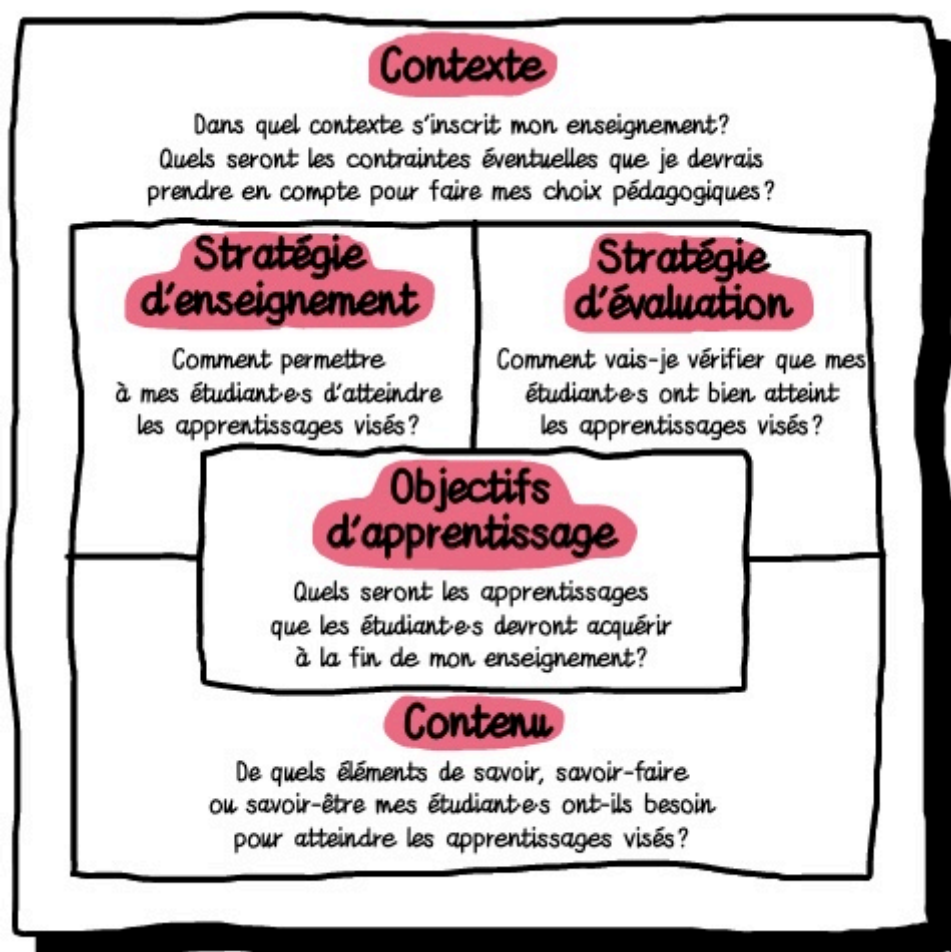 Contexte
Dans quel contexte s'inscrit mon enseignement?
Quels seront les contraintes éventuelles que je devrais
prendre en compte pour faire mes choix pédagogiques?
Stratégie
d'enseignement
Comment permettre
à mes étudiant·e·s d'atteindre
les apprentissages visés?
Stratégie
d'évaluation
Comment vais-je vérifier que mes
étudiant·e·s ont bien atteint
les apprentissages visés?
Objectifs
d'apprentissage
Quels seront les apprentissages
que les étudiant·e·s devront acquérir
à la fin de mon enseignement?
Contenu
De quels éléments de savoir, savoir-faire
ou savoir-être mes étudiant·e·s ont-ils besoin
pour atteindre les apprentissages visés?